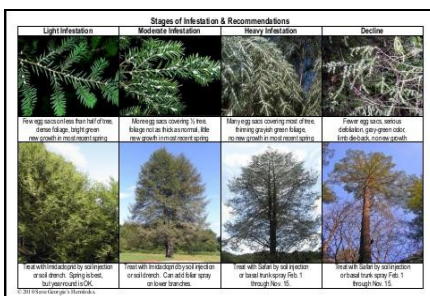 Stages of Infestation & Recommendations
Light Infestation
Moderate Infestation
Heavy Infestation
Decline
Few egg sacs on less than half of tree,
dense foliage, bright green
new growth in most recent spring
More egg sacs covering ½ tree,
foliage not as thick as normal, little
new growth in most recent spring
Many egg sacs covering most of tree,
thinning grayish green foliage,
no new growth in most recent spring
Fewer egg sacs, serious
defoliation, gray-green color,
limb die-back, no new growth
Treat with Imidacloprid by soil injection
or soil drench. Spring is best,
but year-round is OK.
Treat with Imidacloprid by soil injection
or soil drench. Can add foliar spray
on lower branches.
Treat with Safari by soil injection
or basal trunk spray Feb. 1
through Nov. 15.
Treat with Safari by soil injection
or basal trunk spray Feb. 1
through Nov. 15.
© 2010 Save Georgia's Hemlocks